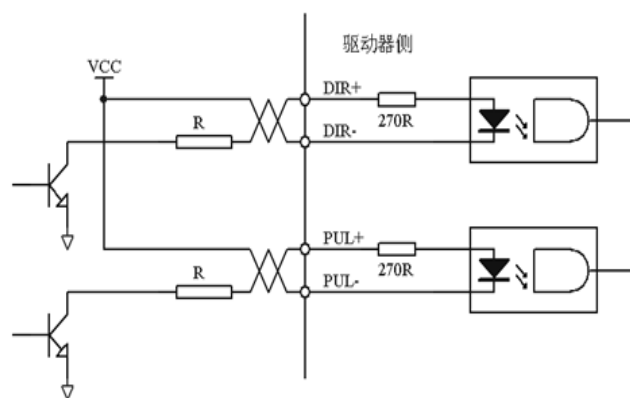 驱动器侧
VCC
DIR+
R
270R
DIR-
PUL+
R
270R
PUL-